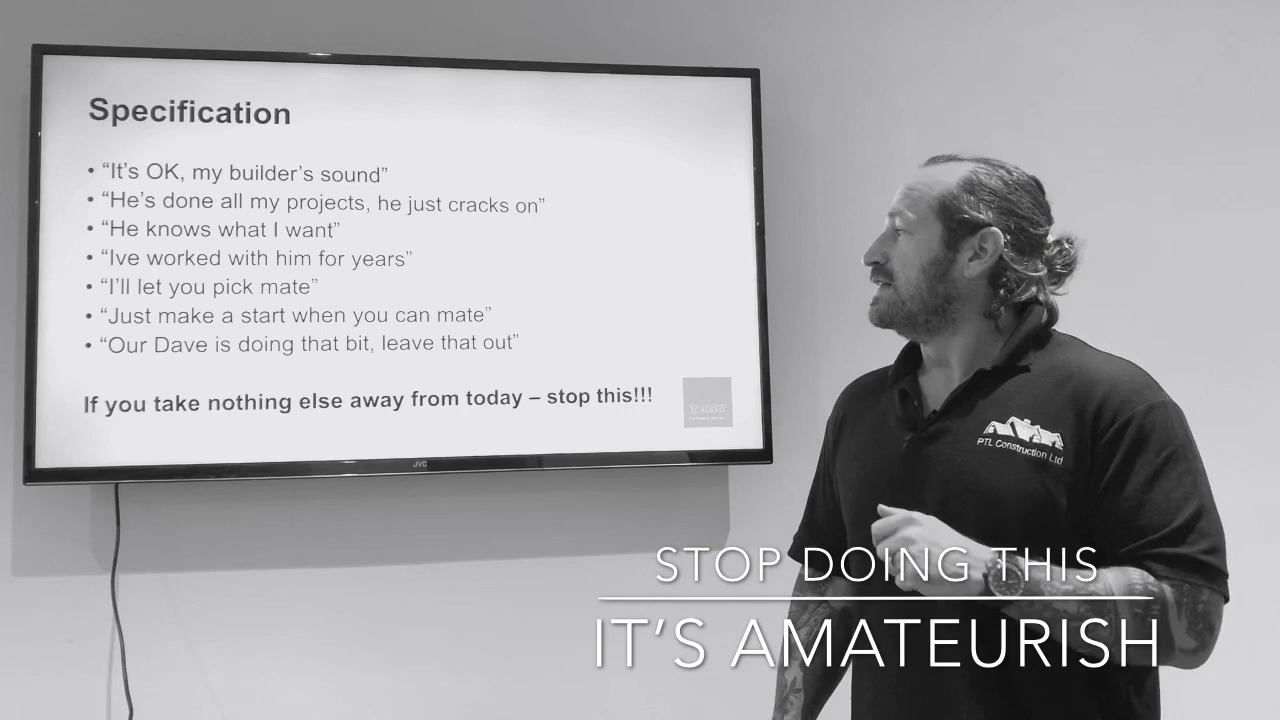 Specification
• “It’s OK, my builder’s sound”
• “He’s done all my projects, he just cracks on”
• “He knows what I want”
• “Ive worked with him for years”
• “I’ll let you pick mate”
• “Just make a start when you can mate”
• “Our Dave is doing that bit, leave that out”
If you take nothing else away from today – stop this!!!
JVC
PTL Construction Ltd
STOP DOING THIS
IT’S AMATEURISH